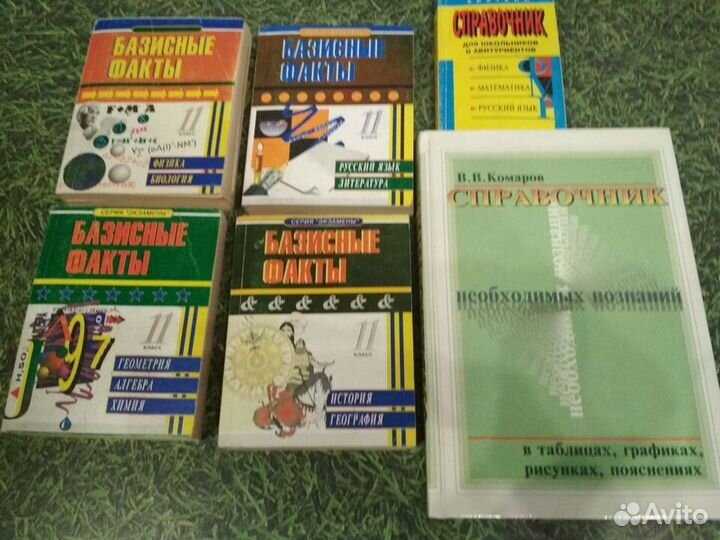 БАЗИСНЫЕ
ФАКТЫ
F=M A
11
КЛАСС
ФИЗИКА
БИОЛОГИЯ
БАЗИСНЫЕ
ФАКТЫ
11
КЛАСС
РУССКИЙ ЯЗЫК
ЛИТЕРАТУРА
СПРАВОЧНИК
ДЛЯ ШКОЛЬНИКОВ
И АБИТУРИЕНТОВ
ФИЗИКА
МАТЕМАТИКА
РУССКИЙ ЯЗЫК
СЕРИЯ "ЭКЗАМЕНЫ"
БАЗИСНЫЕ
ФАКТЫ
11
КЛАСС
ГЕОМЕТРИЯ
АЛГЕБРА
ХИМИЯ
СЕРИЯ "ЭКЗАМЕНЫ"
БАЗИСНЫЕ
ФАКТЫ
& & & & & &
11
КЛАСС
ИСТОРИЯ
ГЕОГРАФИЯ
В.В.Комаров
СПРАВОЧНИК
необходимых познаний
в таблицах, графиках,
рисунках, пояснениях
Avito